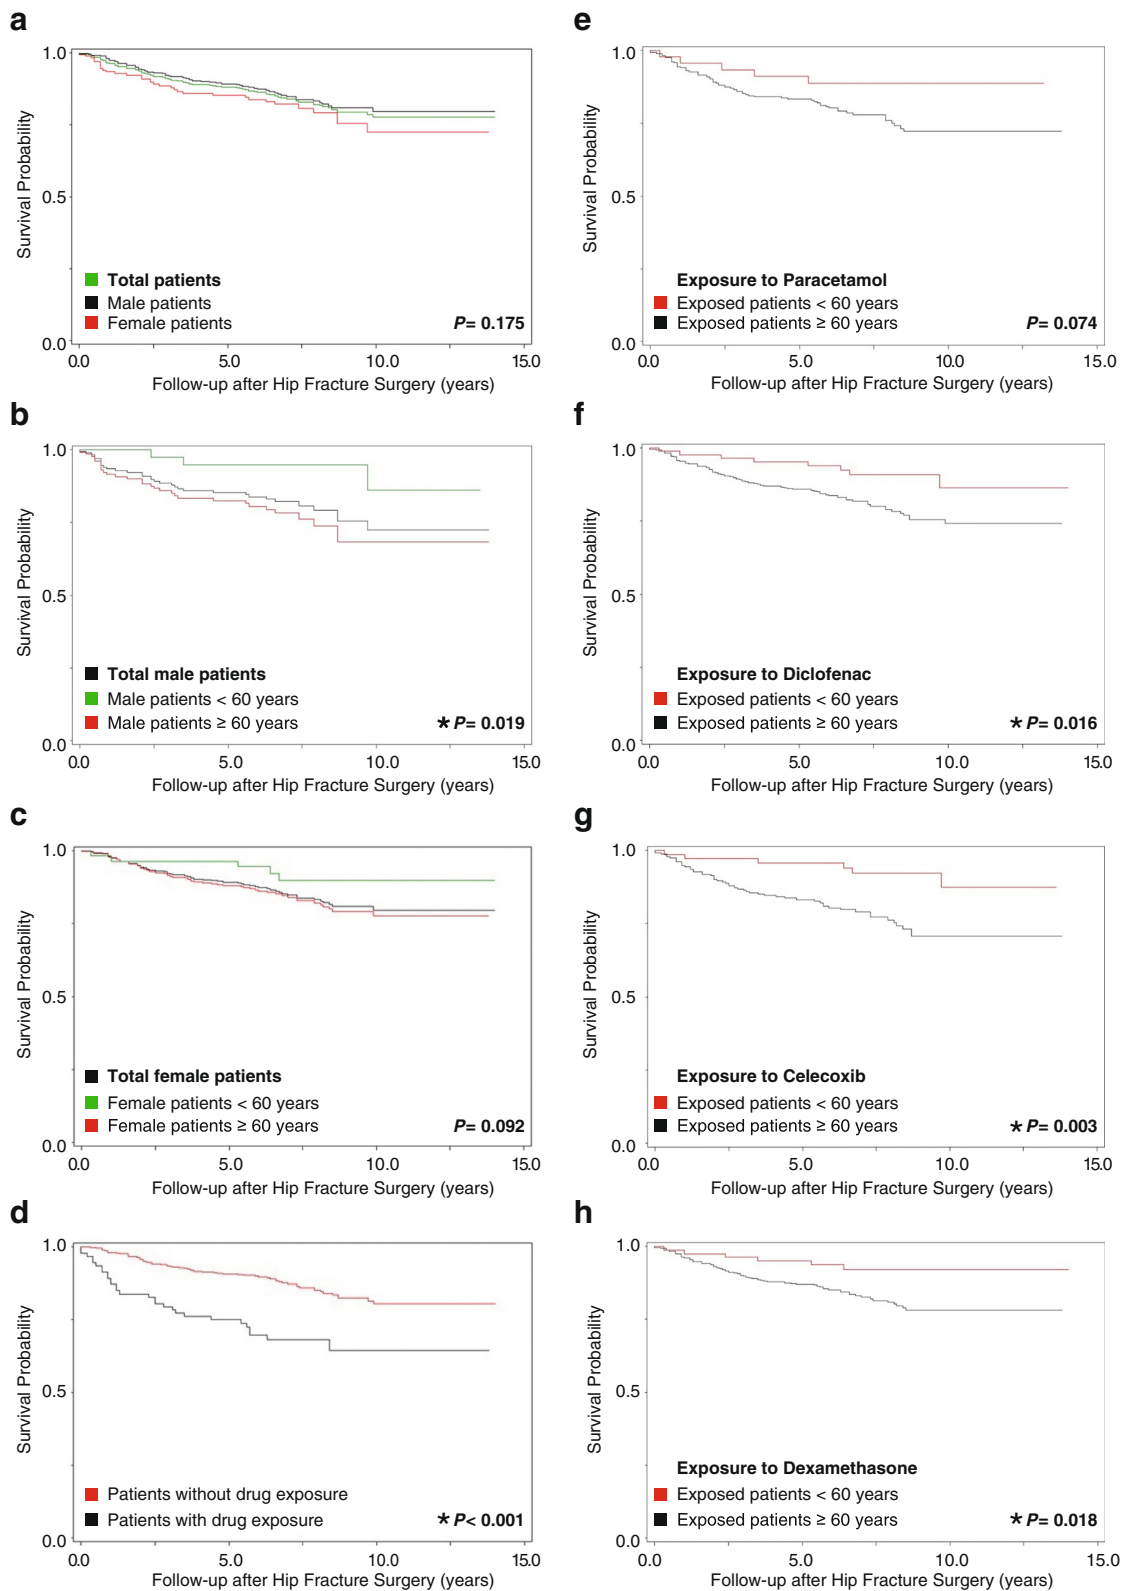 a
1.0
0.5
0.0
Survival Probability
Total patients
Male patients
Female patients
P= 0.175
0.0 5.0 10.0 15.0
Follow-up after Hip Fracture Surgery (years)
b
1.0
0.5
0.0
Survival Probability
Total male patients
Male patients < 60 years
Male patients ≥ 60 years
* P= 0.019
0.0 5.0 10.0 15.0
Follow-up after Hip Fracture Surgery (years)
c
1.0
0.5
0.0
Survival Probability
Total female patients
Female patients < 60 years
Female patients ≥ 60 years
P= 0.092
0.0 5.0 10.0 15.0
Follow-up after Hip Fracture Surgery (years)
d
1.0
0.5
0.0
Survival Probability
Patients without drug exposure
Patients with drug exposure
* P< 0.001
0.0 5.0 10.0 15.0
Follow-up after Hip Fracture Surgery (years)
e
1.0
0.5
0.0
Survival Probability
Exposure to Paracetamol
Exposed patients < 60 years
Exposed patients ≥ 60 years
P= 0.074
0.0 5.0 10.0 15.0
Follow-up after Hip Fracture Surgery (years)
f
1.0
0.5
0.0
Survival Probability
Exposure to Diclofenac
Exposed patients < 60 years
Exposed patients ≥ 60 years
* P= 0.016
0.0 5.0 10.0 15.0
Follow-up after Hip Fracture Surgery (years)
g
1.0
0.5
0.0
Survival Probability
Exposure to Celecoxib
Exposed patients < 60 years
Exposed patients ≥ 60 years
* P= 0.003
0.0 5.0 10.0 15.0
Follow-up after Hip Fracture Surgery (years)
h
1.0
0.5
0.0
Survival Probability
Exposure to Dexamethasone
Exposed patients < 60 years
Exposed patients ≥ 60 years
* P= 0.018
0.0 5.0 10.0 15.0
Follow-up after Hip Fracture Surgery (years)